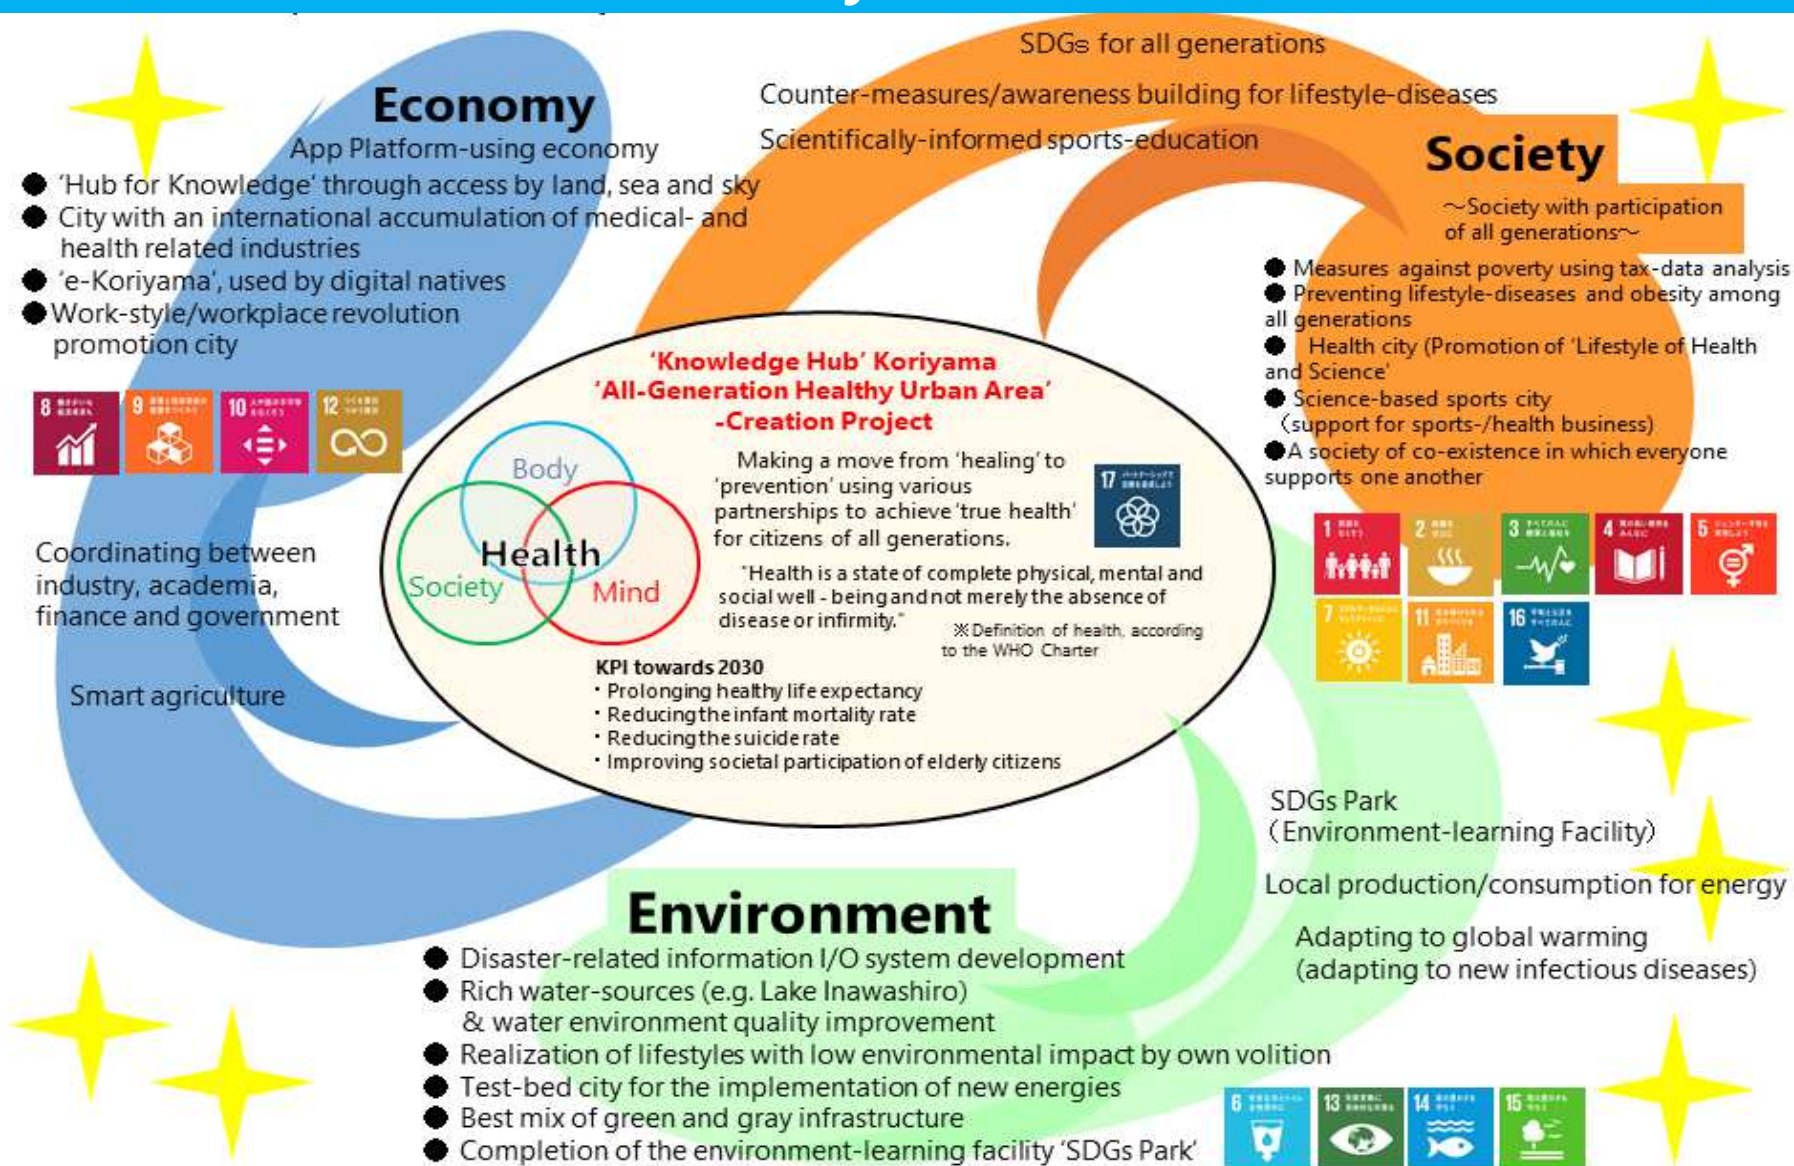 SDGs for all generations
Counter-measures/awareness building for lifestyle-diseases
Scientifically-informed sports-education
Economy
App Platform-using economy
● 'Hub for Knowledge' through access by land, sea and sky
● City with an international accumulation of medical- and
health related industries
● 'e-Koriyama', used by digital natives
● Work-style/workplace revolution
promotion city
8
9
10
12
Coordinating between
industry, academia,
finance and government
Smart agriculture
Society
～Society with participation
of all generations～
● Measures against poverty using tax-data analysis
● Preventing lifestyle-diseases and obesity among
all generations
● Health city (Promotion of 'Lifestyle of Health
and Science'
● Science-based sports city
（support for sports-/health business)
● A society of co-existence in which everyone
supports one another
1
2
3
4
5
7
11
16
'Knowledge Hub' Koriyama
'All-Generation Healthy Urban Area'
-Creation Project
Body
Health
Society
Mind
Making a move from 'healing' to
'prevention' using various
partnerships to achieve 'true health'
for citizens of all generations.
17
"Health is a state of complete physical, mental and
social well - being and not merely the absence of
disease or infirmity."
※Definition of health, according
to the WHO Charter
KPI towards 2030
・Prolonging healthy life expectancy
・Reducing the infant mortality rate
・Reducing the suicide rate
・Improving societal participation of elderly citizens
SDGs Park
（Environment-learning Facility）
Local production/consumption for energy
Adapting to global warming
(adapting to new infectious diseases)
Environment
● Disaster-related information I/O system development
● Rich water-sources (e.g. Lake Inawashiro)
& water environment quality improvement
● Realization of lifestyles with low environmental impact by own volition
● Test-bed city for the implementation of new energies
● Best mix of green and gray infrastructure
● Completion of the environment-learning facility 'SDGs Park'
6
13
14
15